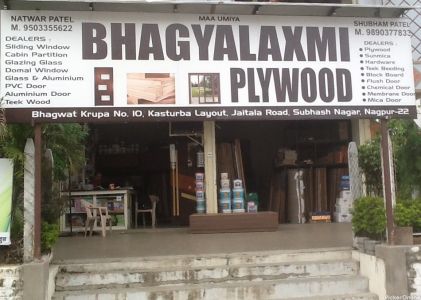 NATWAR PATEL
M. 9503355622
MAA UMIYA
SHUBHAM PATEL
M. 9890377833
BHAGYALAXMI
PLYWOOD
DEALERS :
Sliding Window
Cabin Partition
Glazing Glass
Domal Window
Glass & Aluminium
PVC Door
Aluminium Door
Teek Wood
DEALERS :
Plywood
Sunmica
Hardware
Teek Beeding
Block Board
Flush Door
Chemical Door
Membrane Door
Mica Door
Bhagwat Krupa No. 10, Kasturba Layout, Jaitala Road, Subhash Nagar, Nagpur-22